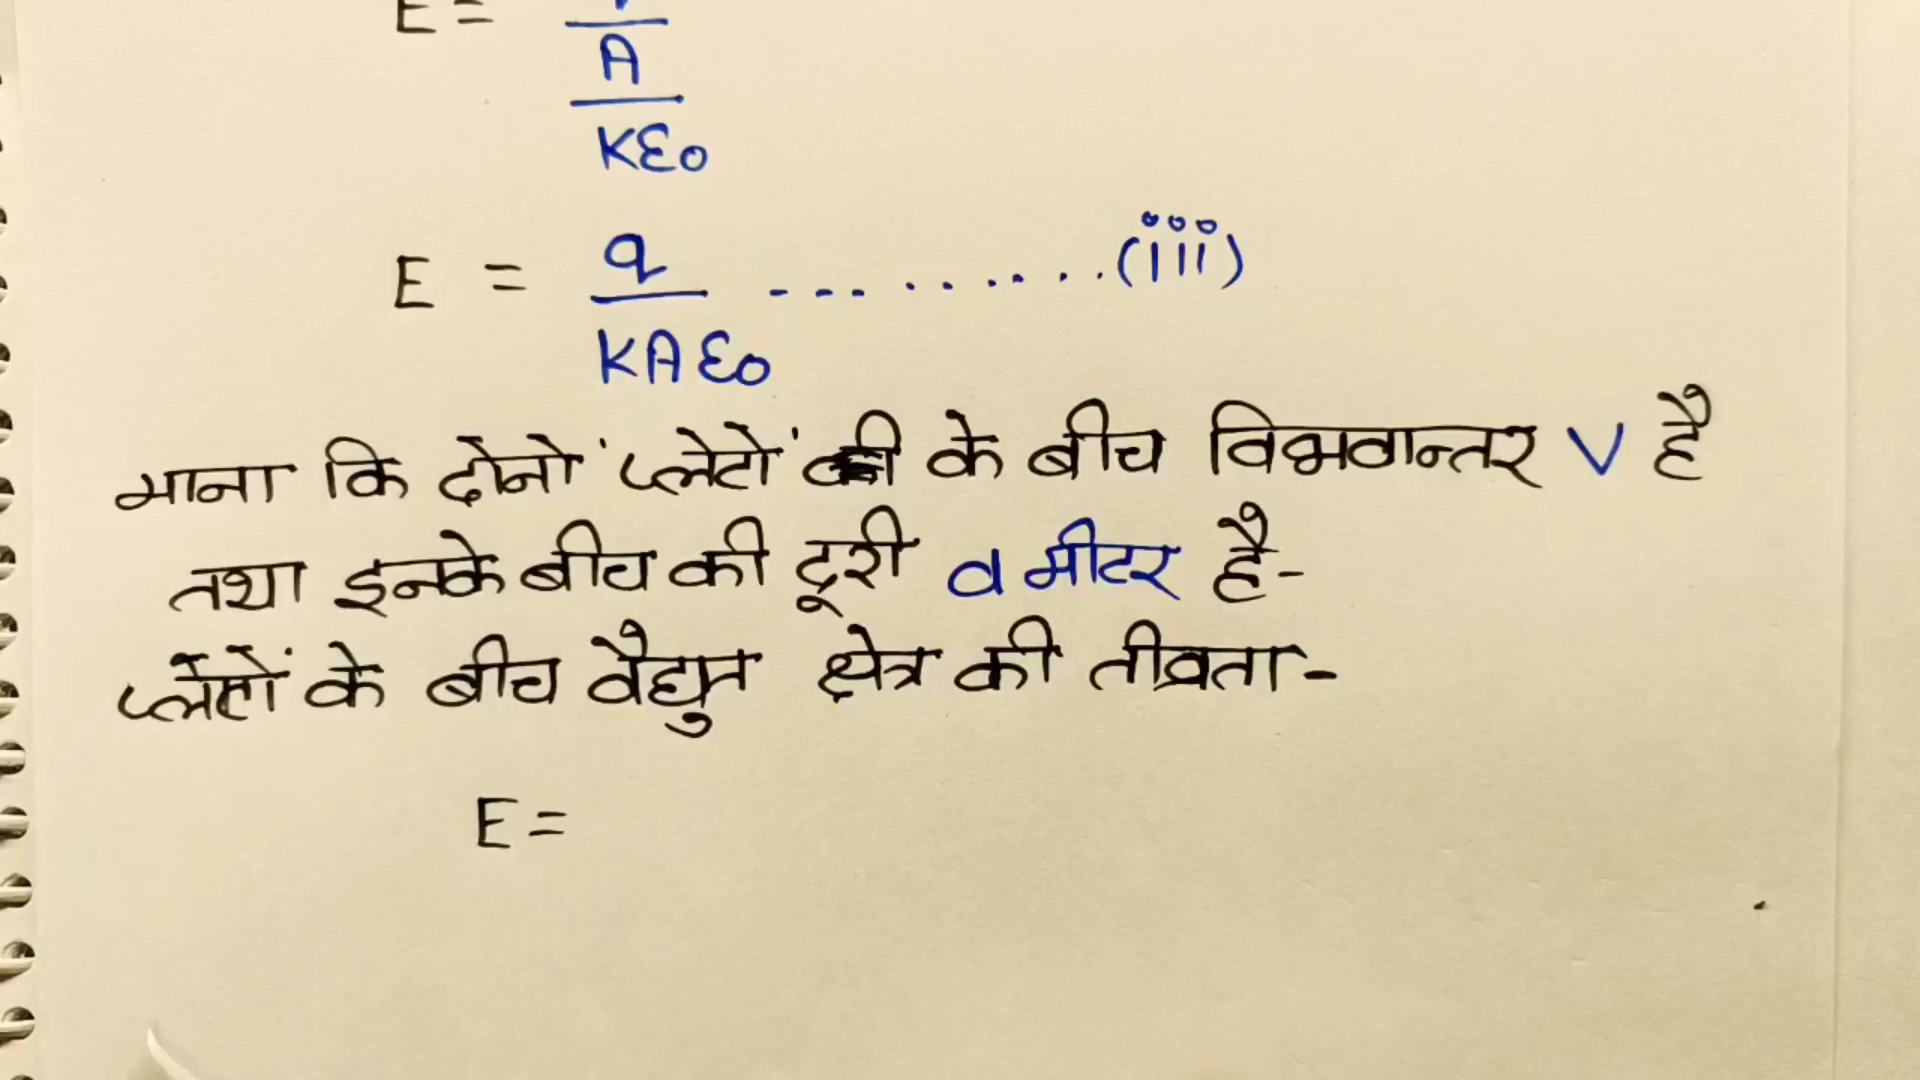 E =
A
Kε₀
E = q ..........(iii)
KAε₀
माना कि दोनों प्लेटों के बीच विभवान्तर V है
तथा इनके बीच की दूरी d मीटर है-
प्लेटों के बीच वैद्युत क्षेत्र की तीव्रता-
E =